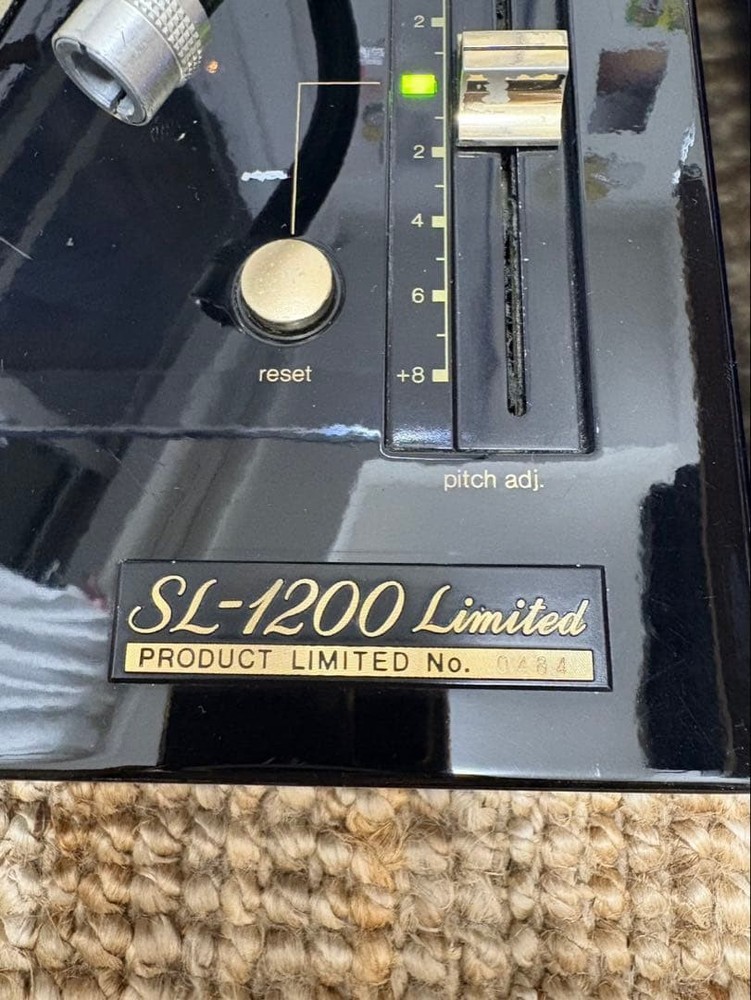 2
2
4
6
+8
reset
pitch adj.
SL-1200 Limited
PRODUCT LIMITED No. 0484